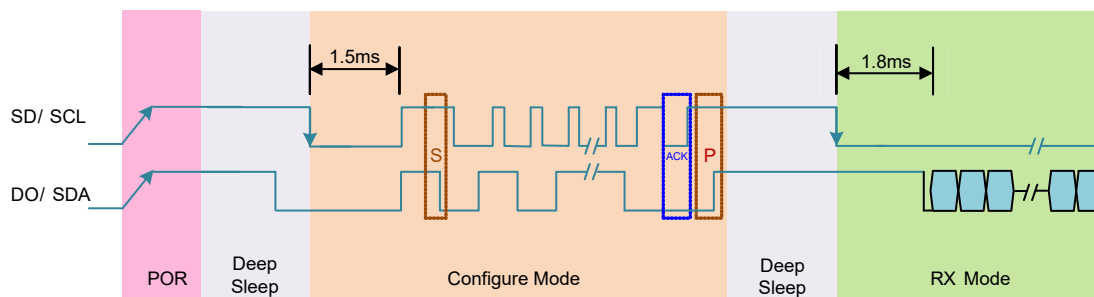 1.5ms
1.8ms
SD/ SCL
S
ACK
P
DO/ SDA
POR
Deep
Sleep
Configure Mode
Deep
Sleep
RX Mode